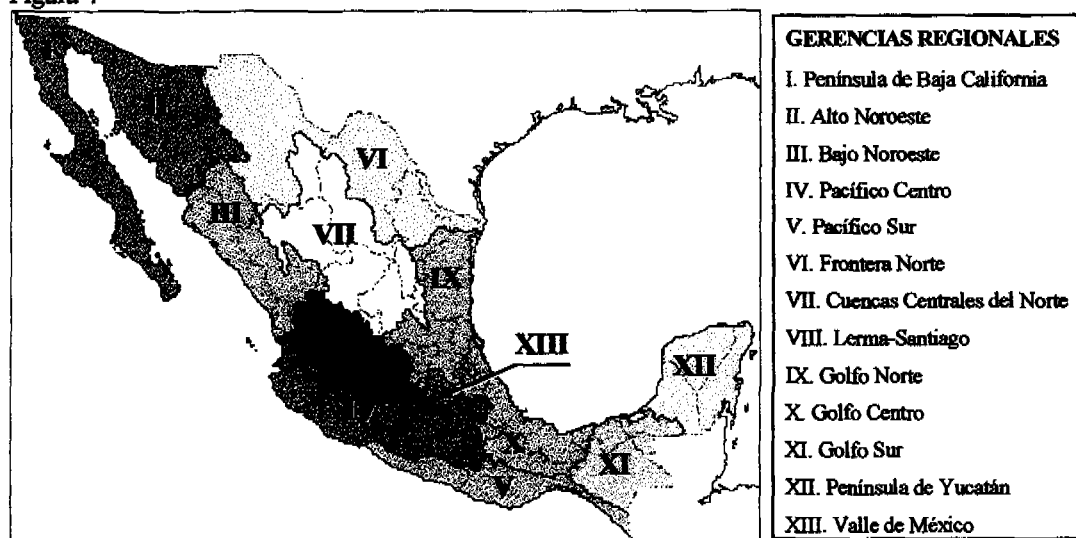 VI
III
VII
IX
XIII
XII
X
XI
V
GERENCIAS REGIONALES
I. Península de Baja California
II. Alto Noroeste
III. Bajo Noroeste
IV. Pacífico Centro
V. Pacífico Sur
VI. Frontera Norte
VII. Cuencas Centrales del Norte
VIII. Lerma-Santiago
IX. Golfo Norte
X. Golfo Centro
XI. Golfo Sur
XII. Península de Yucatán
XIII. Valle de México